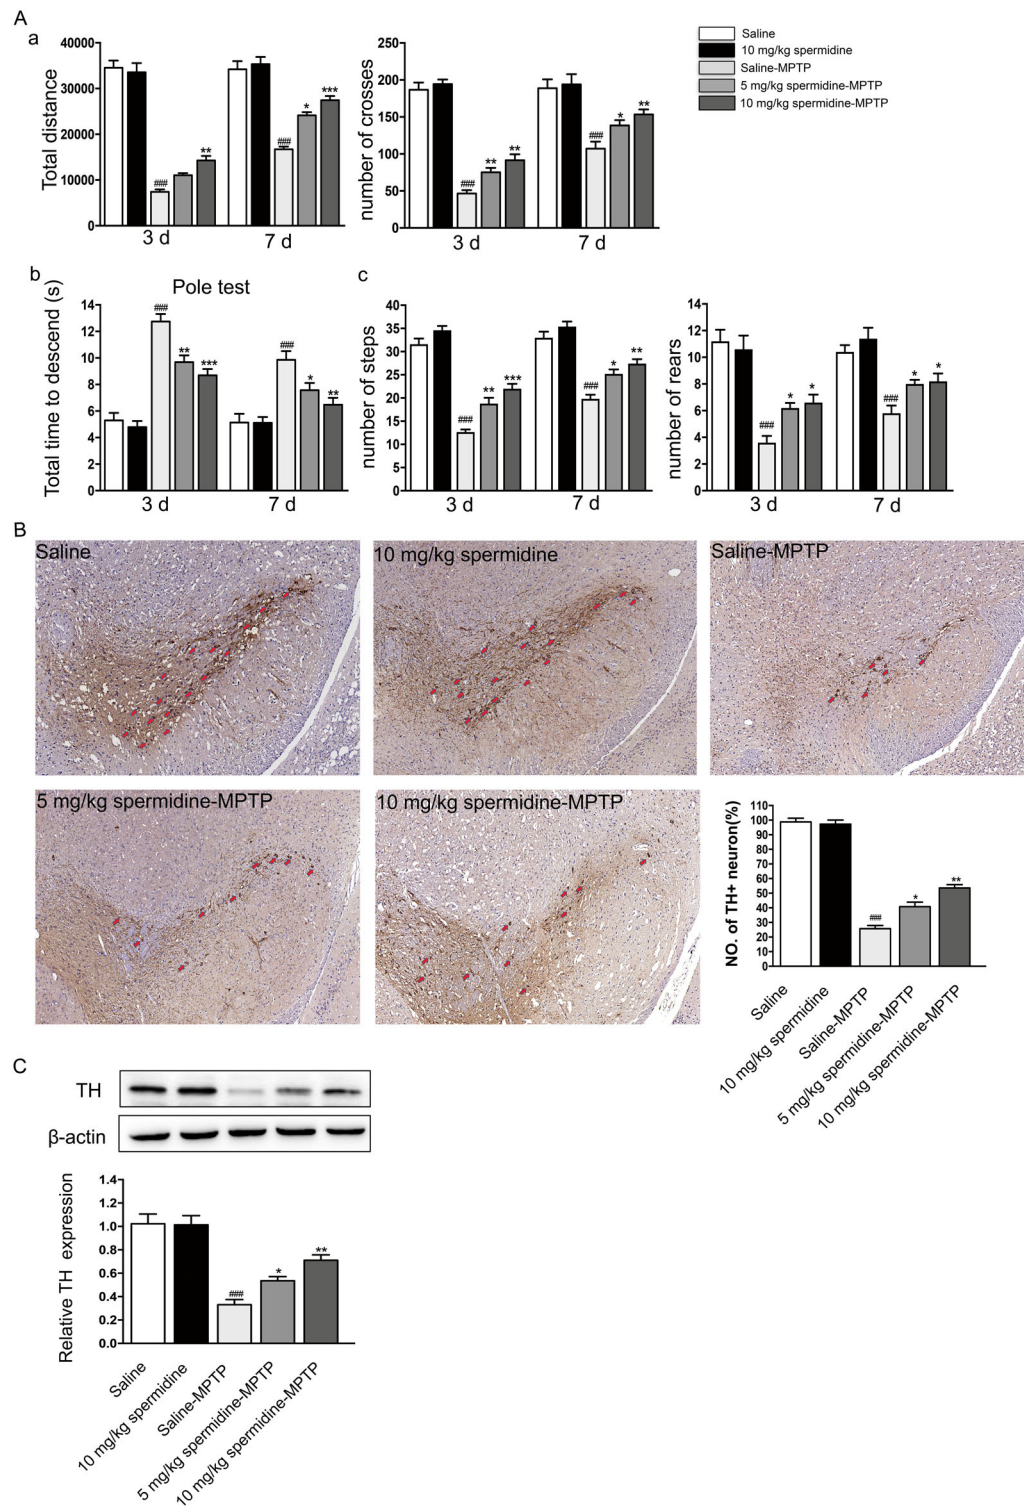 A
a
Total distance
40000
30000
20000
10000
0
###
**
###
*
***
3 d
7 d
number of crosses
250
200
150
100
50
0
###
**
**
###
*
**
3 d
7 d
Saline
10 mg/kg spermidine
Saline-MPTP
5 mg/kg spermidine-MPTP
10 mg/kg spermidine-MPTP
b
Pole test
Total time to descend (s)
14
12
10
8
6
4
2
0
###
**
***
###
*
**
3 d
7 d
c
number of steps
40
35
30
25
20
15
10
5
0
###
**
***
###
*
**
3 d
7 d
number of rears
14
12
10
8
6
4
2
0
###
*
*
###
*
*
3 d
7 d
B
Saline
10 mg/kg spermidine
Saline-MPTP
5 mg/kg spermidine-MPTP
10 mg/kg spermidine-MPTP
NO. of TH+ neuron(%)
110
100
90
80
70
60
50
40
30
20
10
0
###
*
**
Saline
10 mg/kg spermidine
Saline-MPTP
5 mg/kg spermidine-MPTP
10 mg/kg spermidine-MPTP
C
TH
β-actin
Relative TH expression
1.4
1.2
1.0
0.8
0.6
0.4
0.2
0.0
###
*
**
Saline
10 mg/kg spermidine
Saline-MPTP
5 mg/kg spermidine-MPTP
10 mg/kg spermidine-MPTP